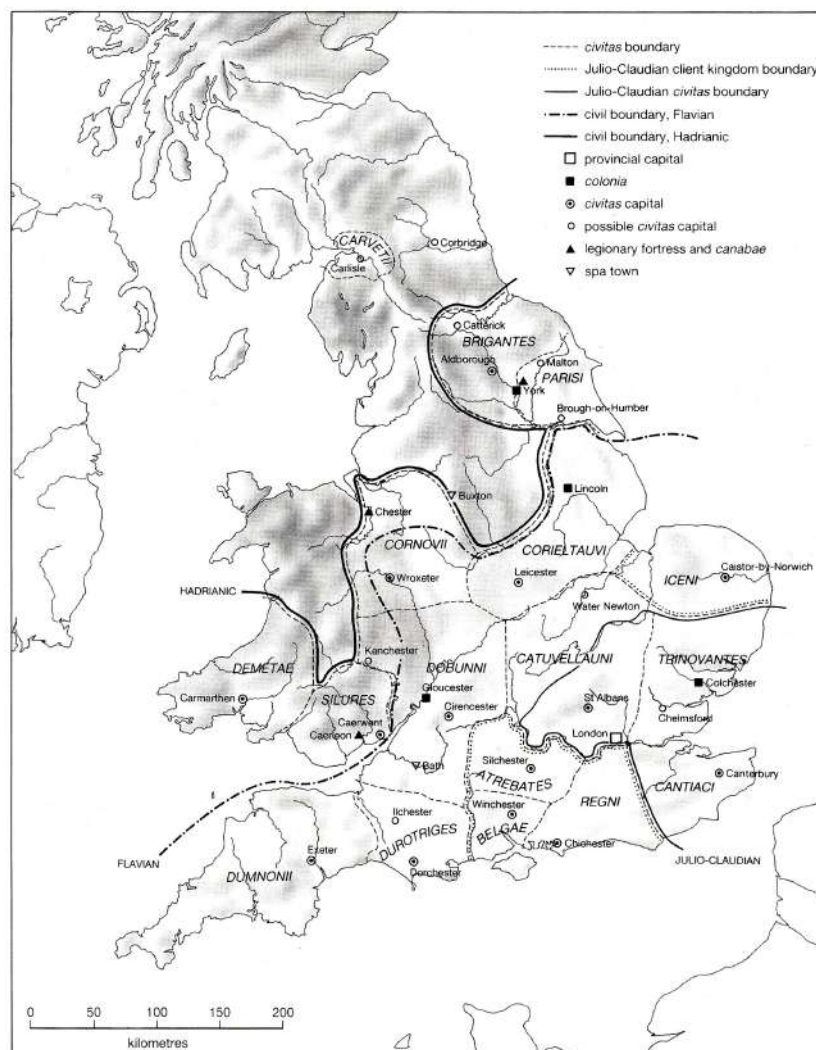 civitas boundary
Julio-Claudian client kingdom boundary
Julio-Claudian civitas boundary
civil boundary, Flavian
civil boundary, Hadrianic
provincial capital
colonia
civitas capital
possible civitas capital
legionary fortress and canabae
spa town
CARVETII
Corbridge
Carlisle
Catterick
BRIGANTES
Malton
Aldborough
PARISI
York
Brough-on-Humber
Buxton
Lincoln
Chester
CORNOVII
CORIELTAUVI
Wroxeter
Leicester
ICENI
Caistor-by-Norwich
HADRIANIC
Water Newton
Kenchester
DEMETAE
DOBUNNI
CATUVELLAUNI
TRINOVANTES
Carmarthen
SILURES
Gloucester
Colchester
Cirencester
St Albans
Chelmsford
Caerwent
Caerleon
London
Bath
Silchester
ATREBATES
Canterbury
CANTIACI
REGNI
Ilchester
Winchester
DUROTRIGES
BELGAE
Chichester
Exeter
FLAVIAN
Dorchester
JULIO-CLAUDIAN
DUMNONII
0 50 100 150 200
kilometres